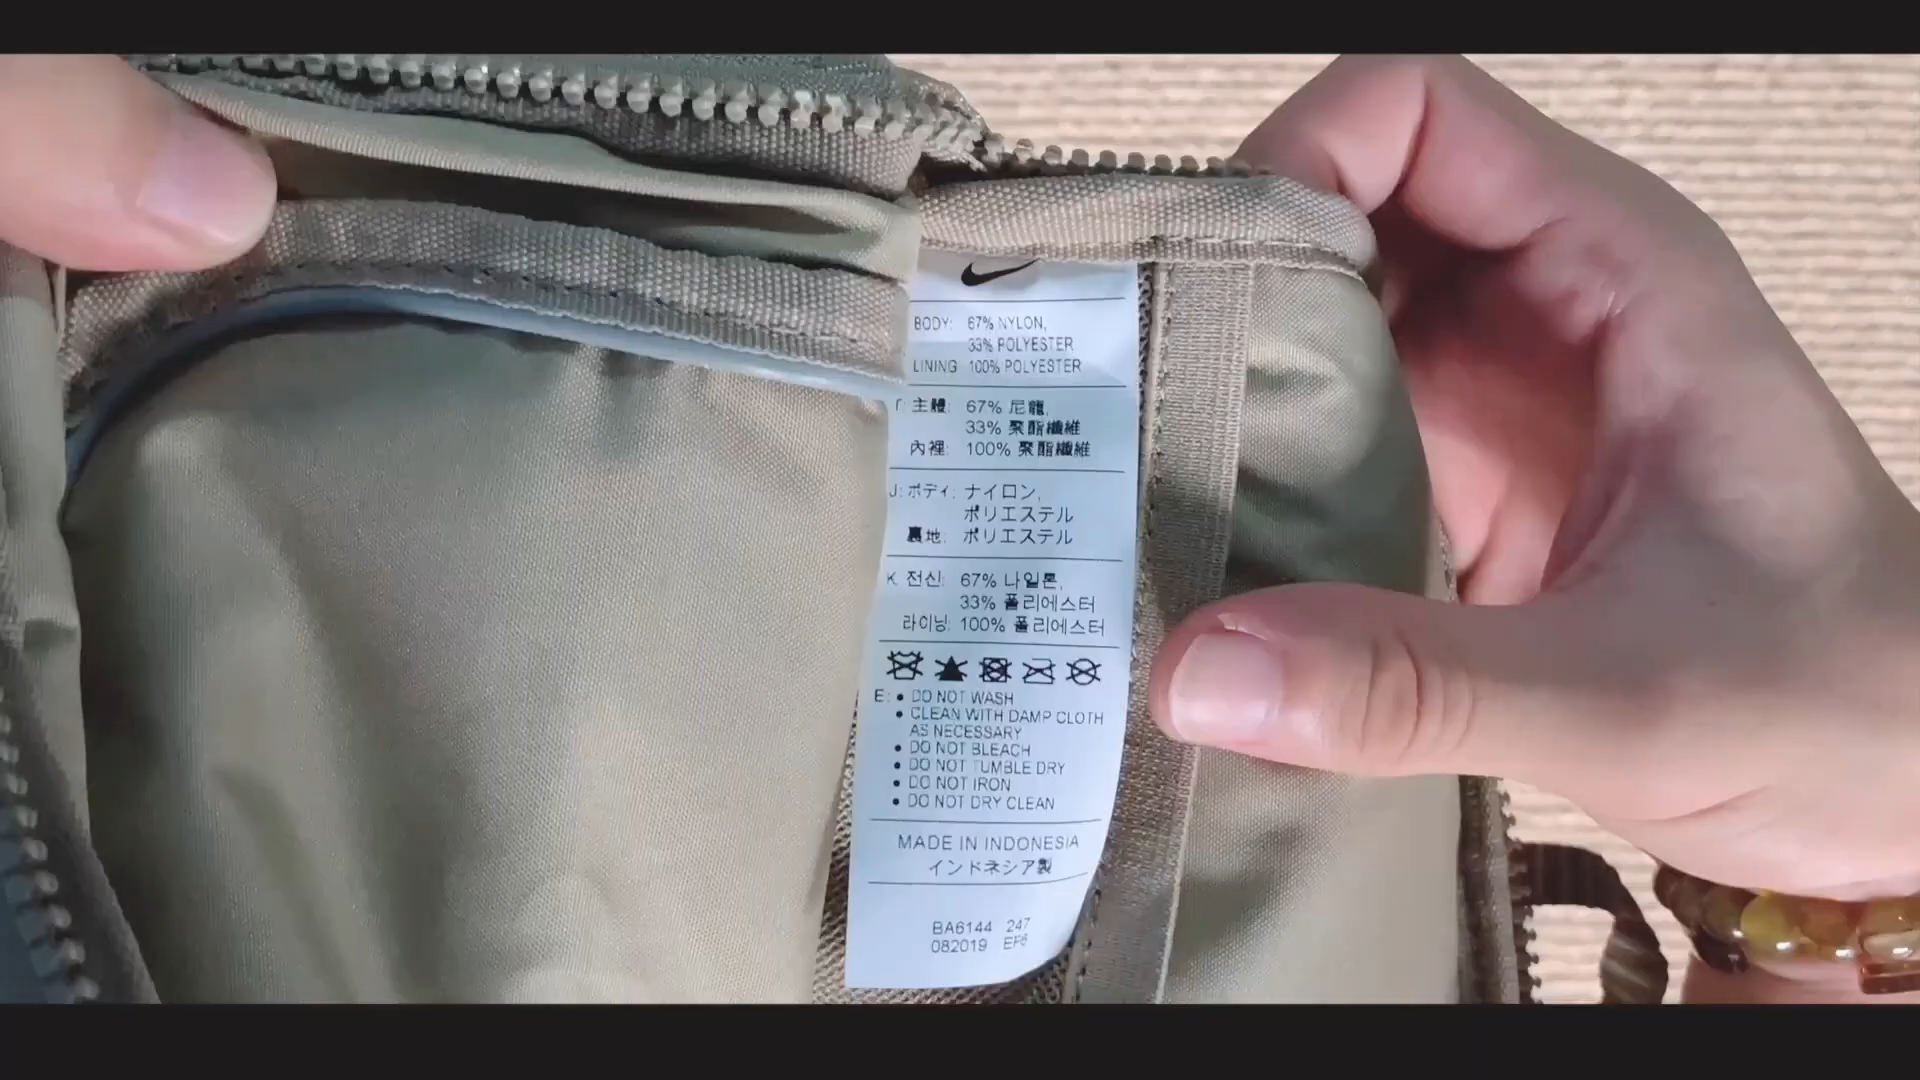 BODY: 67% NYLON,
33% POLYESTER
LINING 100% POLYESTER
T: 主體: 67% 尼龍,
33% 聚酯纖維
內裡: 100% 聚酯纖維
J: ボディ: ナイロン,
ポリエステル
裏地: ポリエステル
K 전신: 67% 나일론,
33% 폴리에스터
라이닝: 100% 폴리에스터
E: • DO NOT WASH
• CLEAN WITH DAMP CLOTH
AS NECESSARY
• DO NOT BLEACH
• DO NOT TUMBLE DRY
• DO NOT IRON
• DO NOT DRY CLEAN
MADE IN INDONESIA
インドネシア製
BA6144 247
082019 EF6